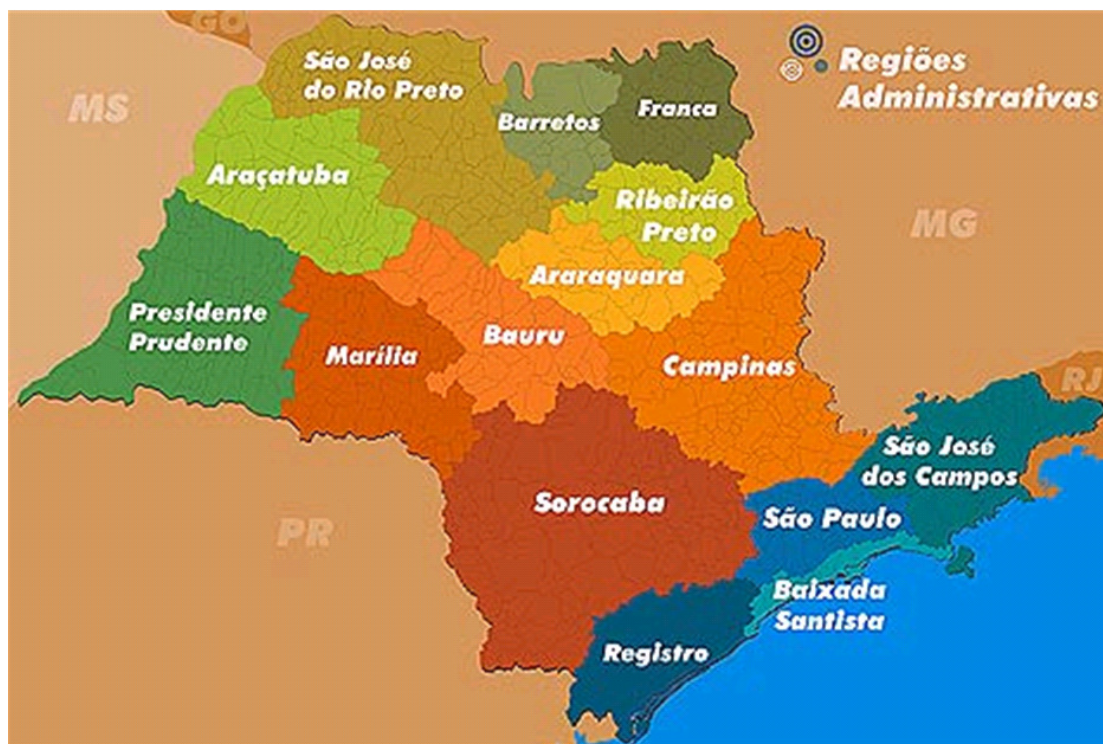 GO
Regiões
Administrativas
São José
do Rio Preto
MS
Barretos
Franca
Araçatuba
Ribeirão
Preto
MG
Araraquara
Presidente
Prudente
Marília
Bauru
Campinas
RJ
São José
dos Campos
Sorocaba
São Paulo
PR
Baixada
Santista
Registro